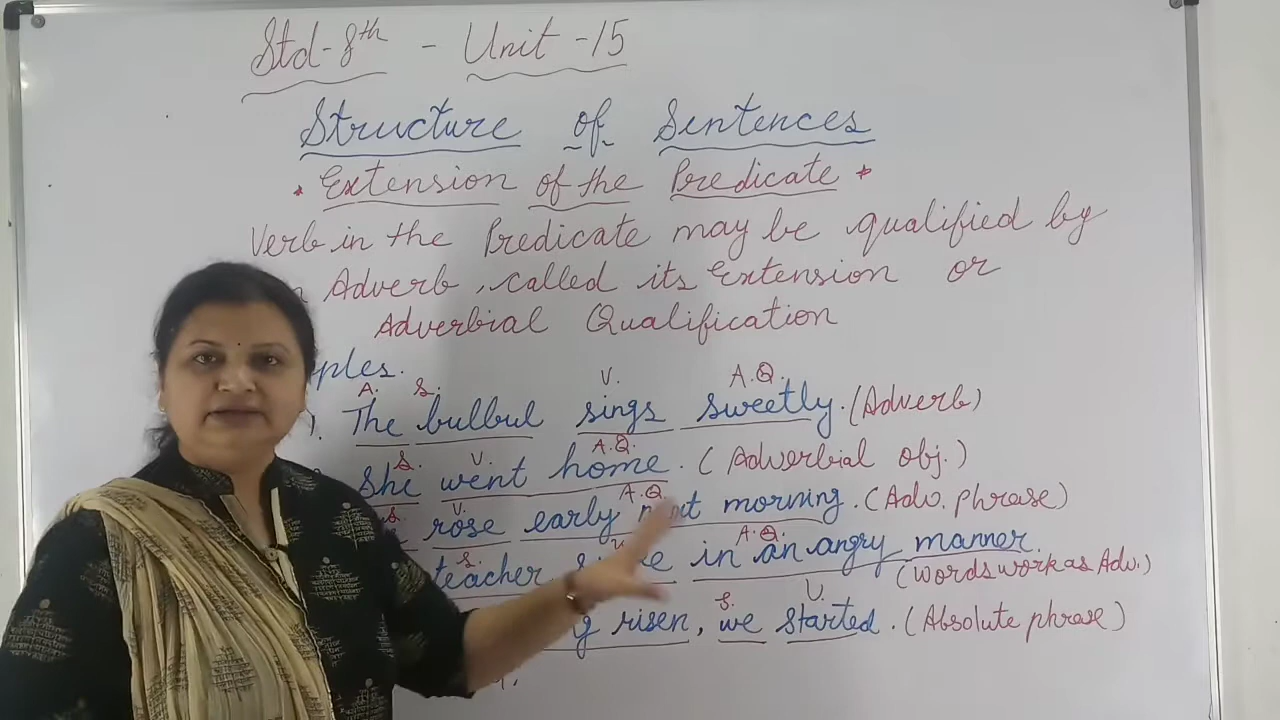 Std-8th - Unit-15
Structure of Sentences
* Extension of the Predicate *
Verb in the Predicate may be qualified by
Adverb, called its Extension or
Adverbial Qualification
ples.
A. S. V. A.Q.
1. The bulbul sings sweetly. (Adverb)
S. V. A.Q.
She went home. (Adverbial obj.)
S. V. A.Q.
rose early morning. (Adv. phrase)
S. A.Q.
teacher in an angry manner.
(Words work as Adv.)
S. V.
g risen, we started. (Absolute phrase)